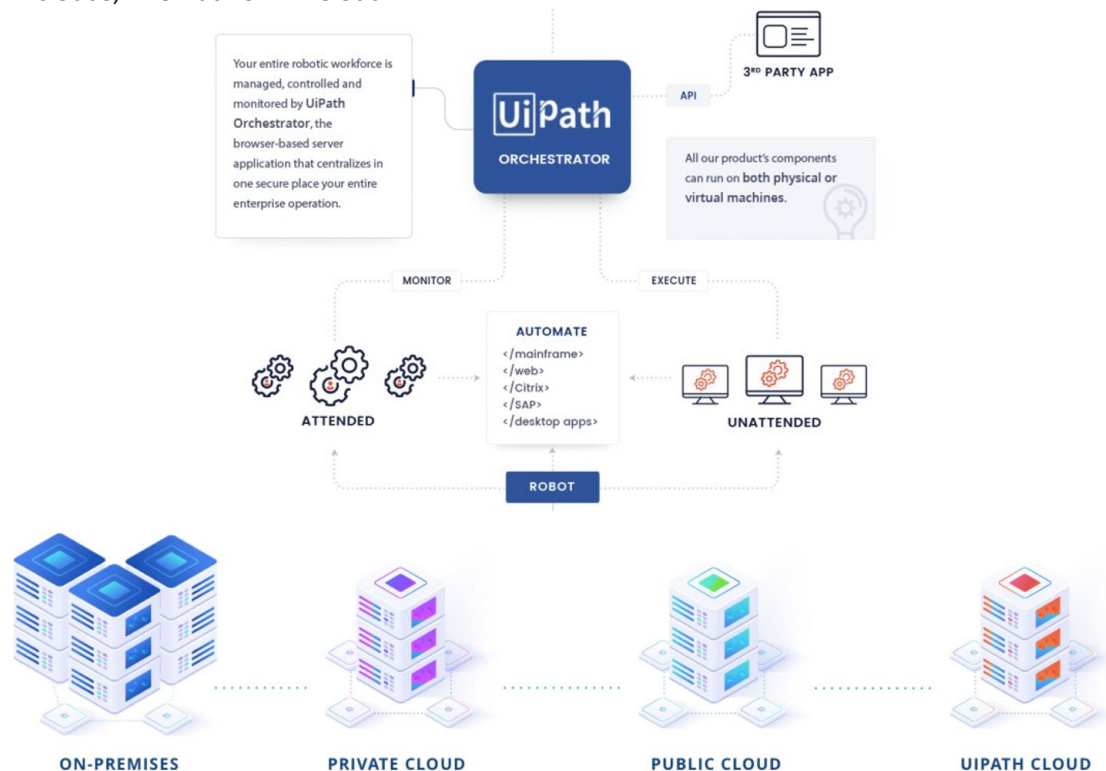 3RD PARTY APP
Your entire robotic workforce is
managed, controlled and
monitored by UiPath
Orchestrator, the
browser-based server
application that centralizes in
one secure place your entire
enterprise operation.
UiPath
ORCHESTRATOR
API
All our product's components
can run on both physical or
virtual machines.
MONITOR
EXECUTE
AUTOMATE
</mainframe>
</web>
</Citrix>
</SAP>
</desktop apps>
ATTENDED
UNATTENDED
ROBOT
ON-PREMISES
PRIVATE CLOUD
PUBLIC CLOUD
UIPATH CLOUD